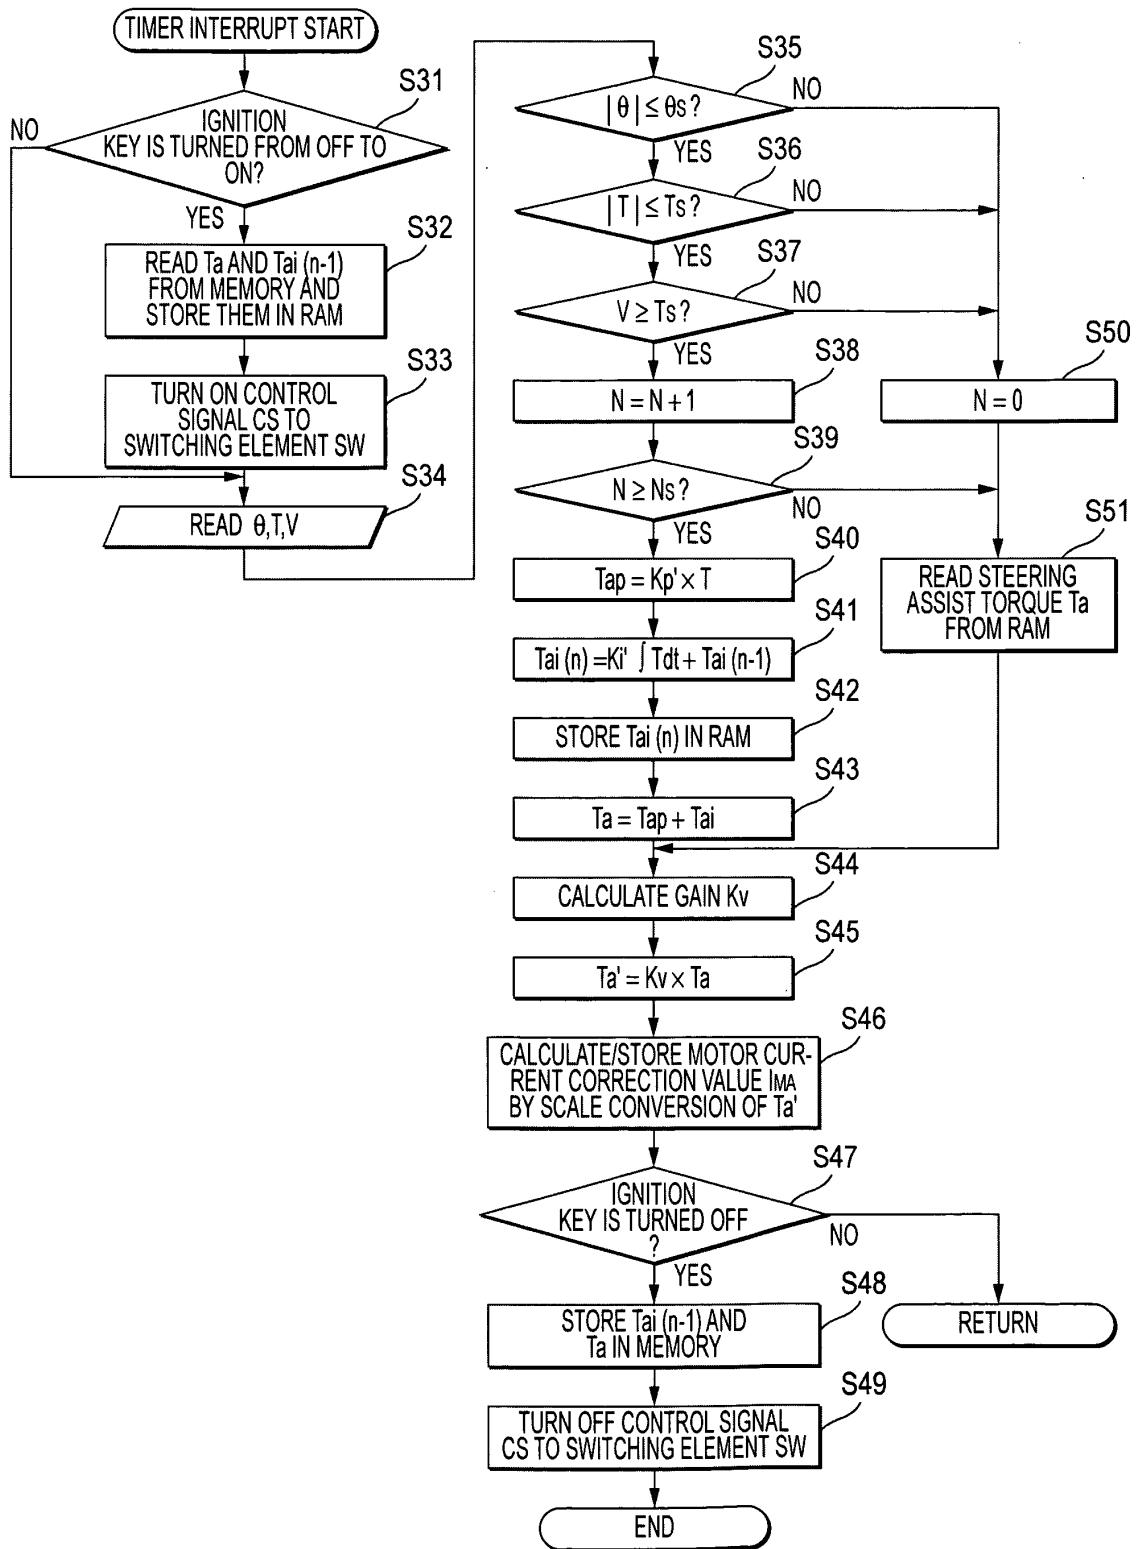 TIMER INTERRUPT START
S31
IGNITION
KEY IS TURNED FROM OFF TO
ON?
NO
YES
S32
READ Ta AND Tai (n-1)
FROM MEMORY AND
STORE THEM IN RAM
S33
TURN ON CONTROL
SIGNAL CS TO
SWITCHING ELEMENT SW
S34
READ θ,T,V
S35
|θ| ≤ θs?
NO
YES
S36
|T| ≤ Ts?
NO
YES
S37
V ≥ Ts?
NO
YES
S38
N = N + 1
S50
N = 0
S39
N ≥ Ns?
NO
YES
S40
Tap = Kp' × T
S51
READ STEERING
ASSIST TORQUE Ta
FROM RAM
S41
Tai (n) =Ki' ∫ Tdt + Tai (n-1)
S42
STORE Tai (n) IN RAM
S43
Ta = Tap + Tai
S44
CALCULATE GAIN Kv
S45
Ta' = Kv × Ta
S46
CALCULATE/STORE MOTOR CUR-
RENT CORRECTION VALUE IMA
BY SCALE CONVERSION OF Ta'
S47
IGNITION
KEY IS TURNED OFF
?
NO
YES
S48
STORE Tai (n-1) AND
Ta IN MEMORY
RETURN
S49
TURN OFF CONTROL SIGNAL
CS TO SWITCHING ELEMENT SW
END